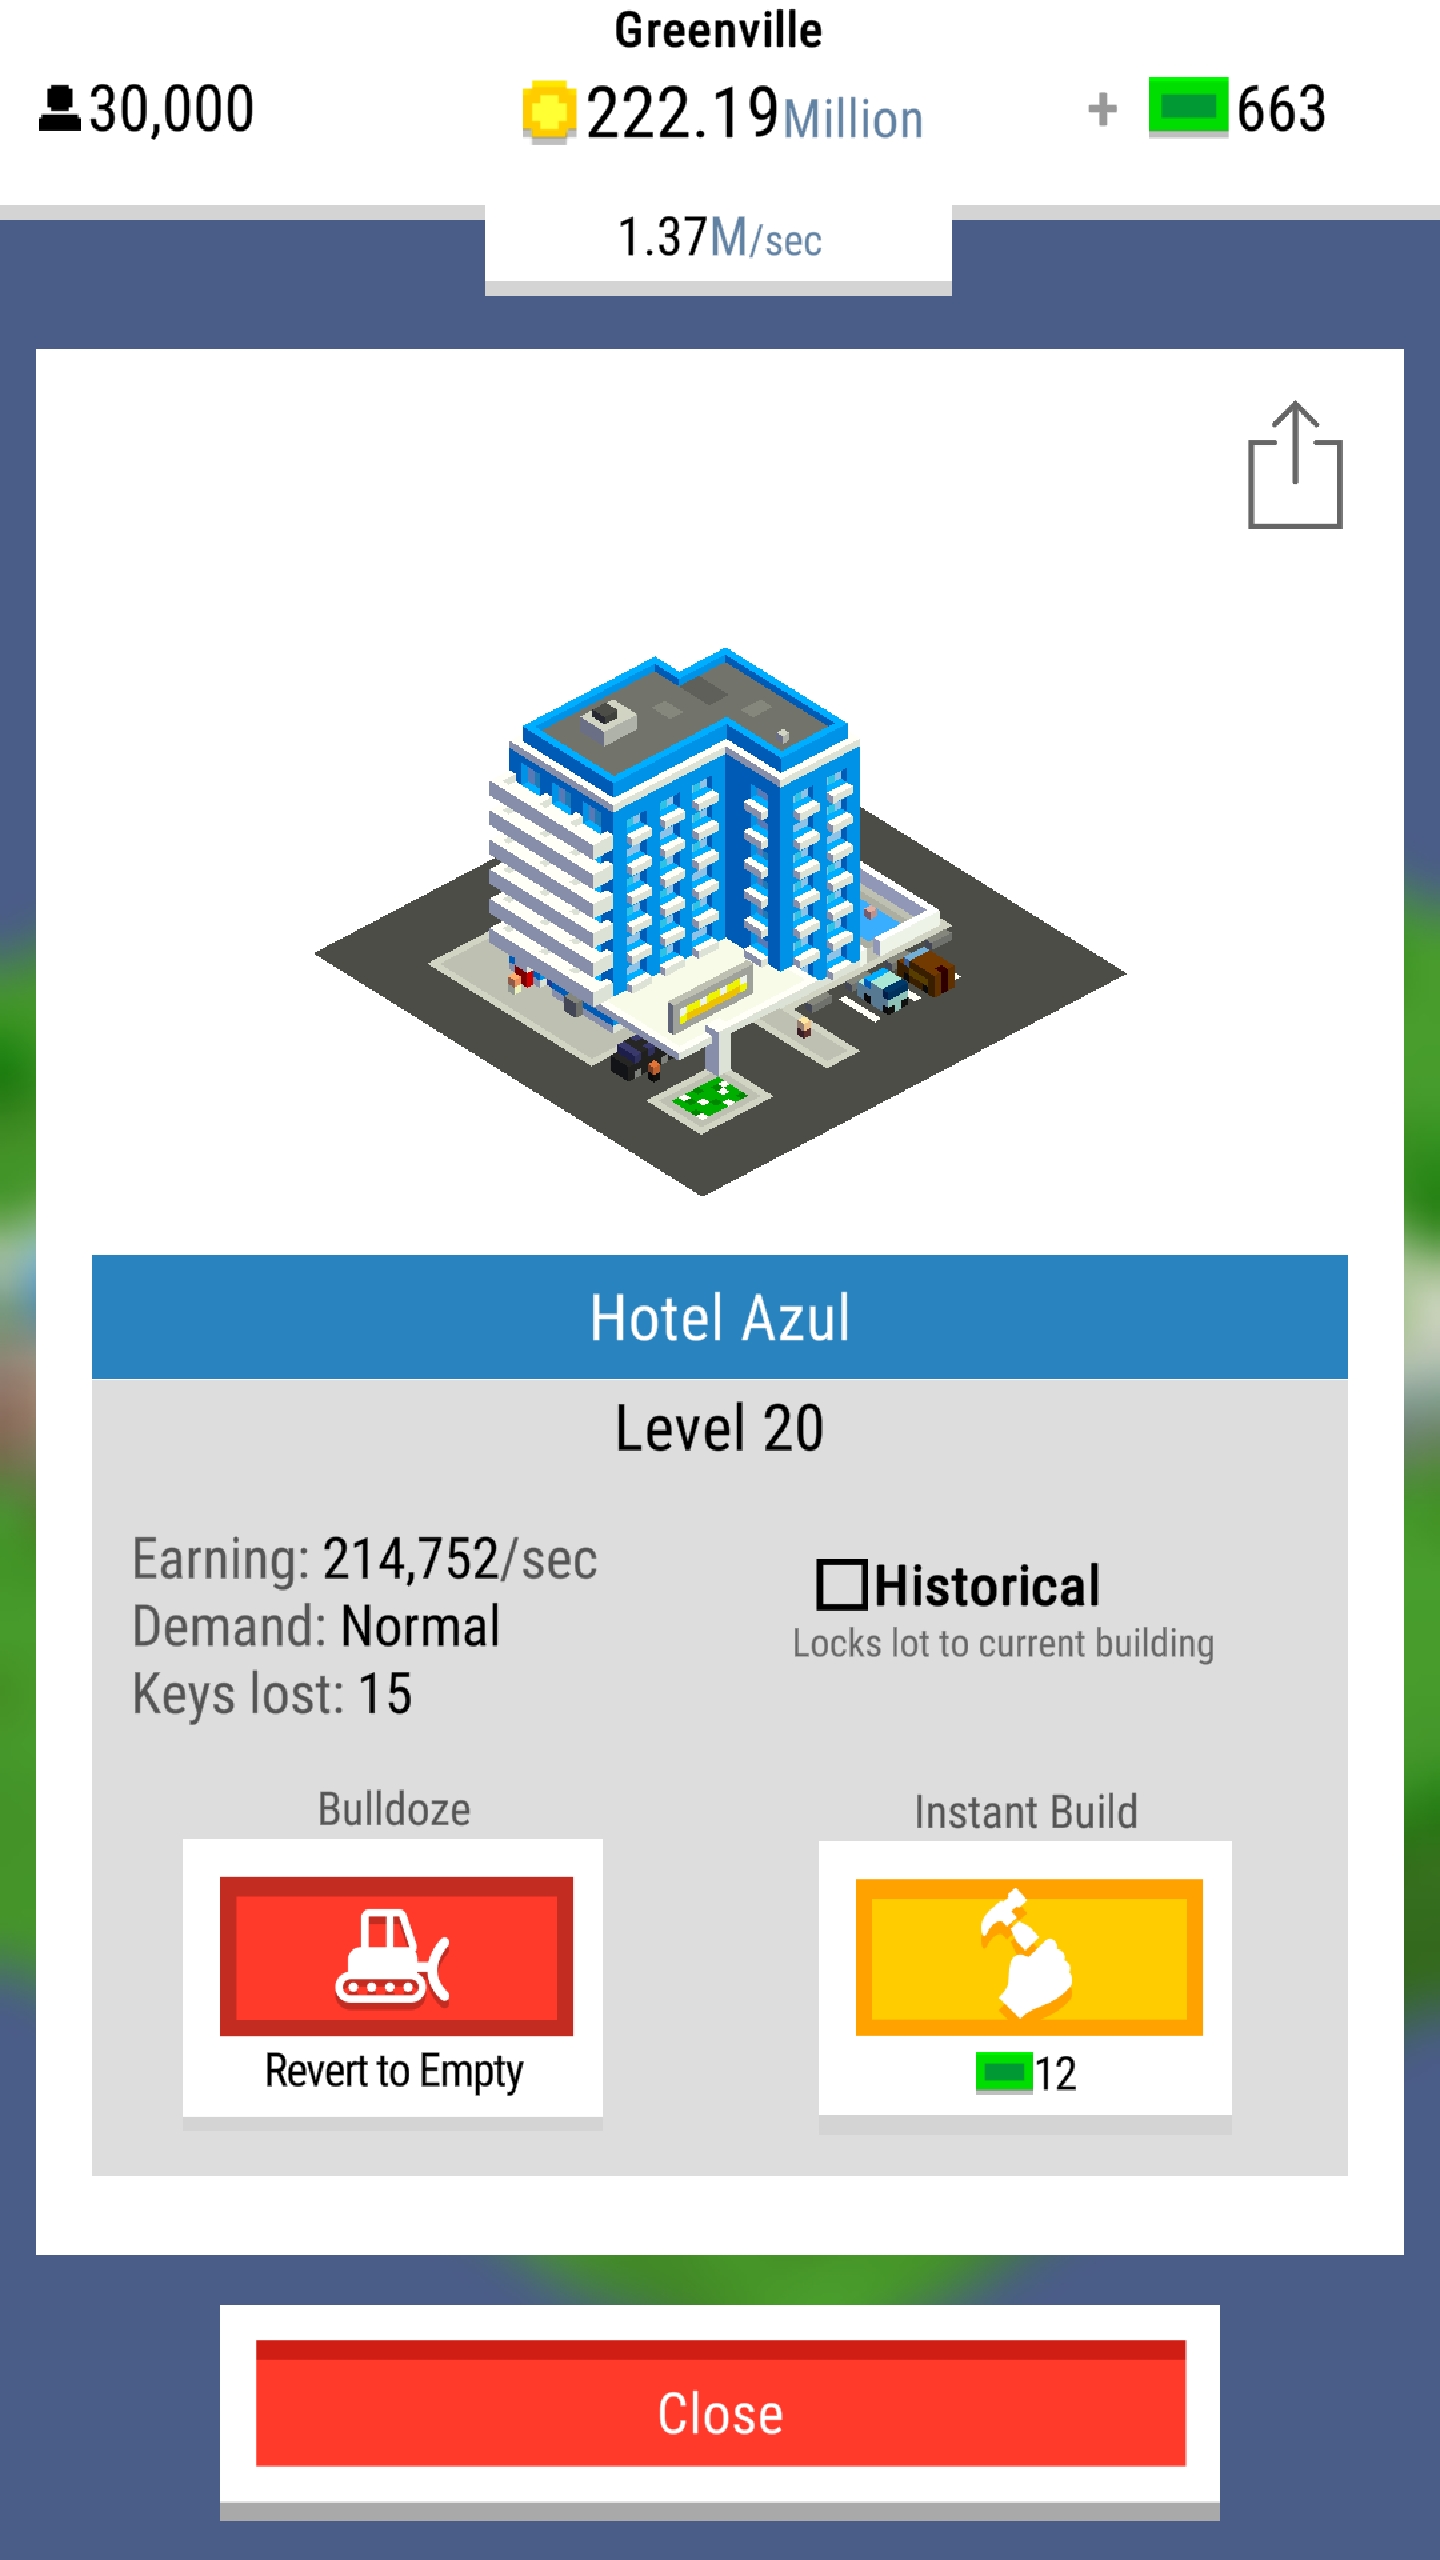 Greenville
30,000
222.19Million
+ 663
1.37M/sec
Hotel Azul
Level 20
Earning: 214,752/sec
Demand: Normal
Keys lost: 15
Historical
Locks lot to current building
Bulldoze
Revert to Empty
Instant Build
12
Close